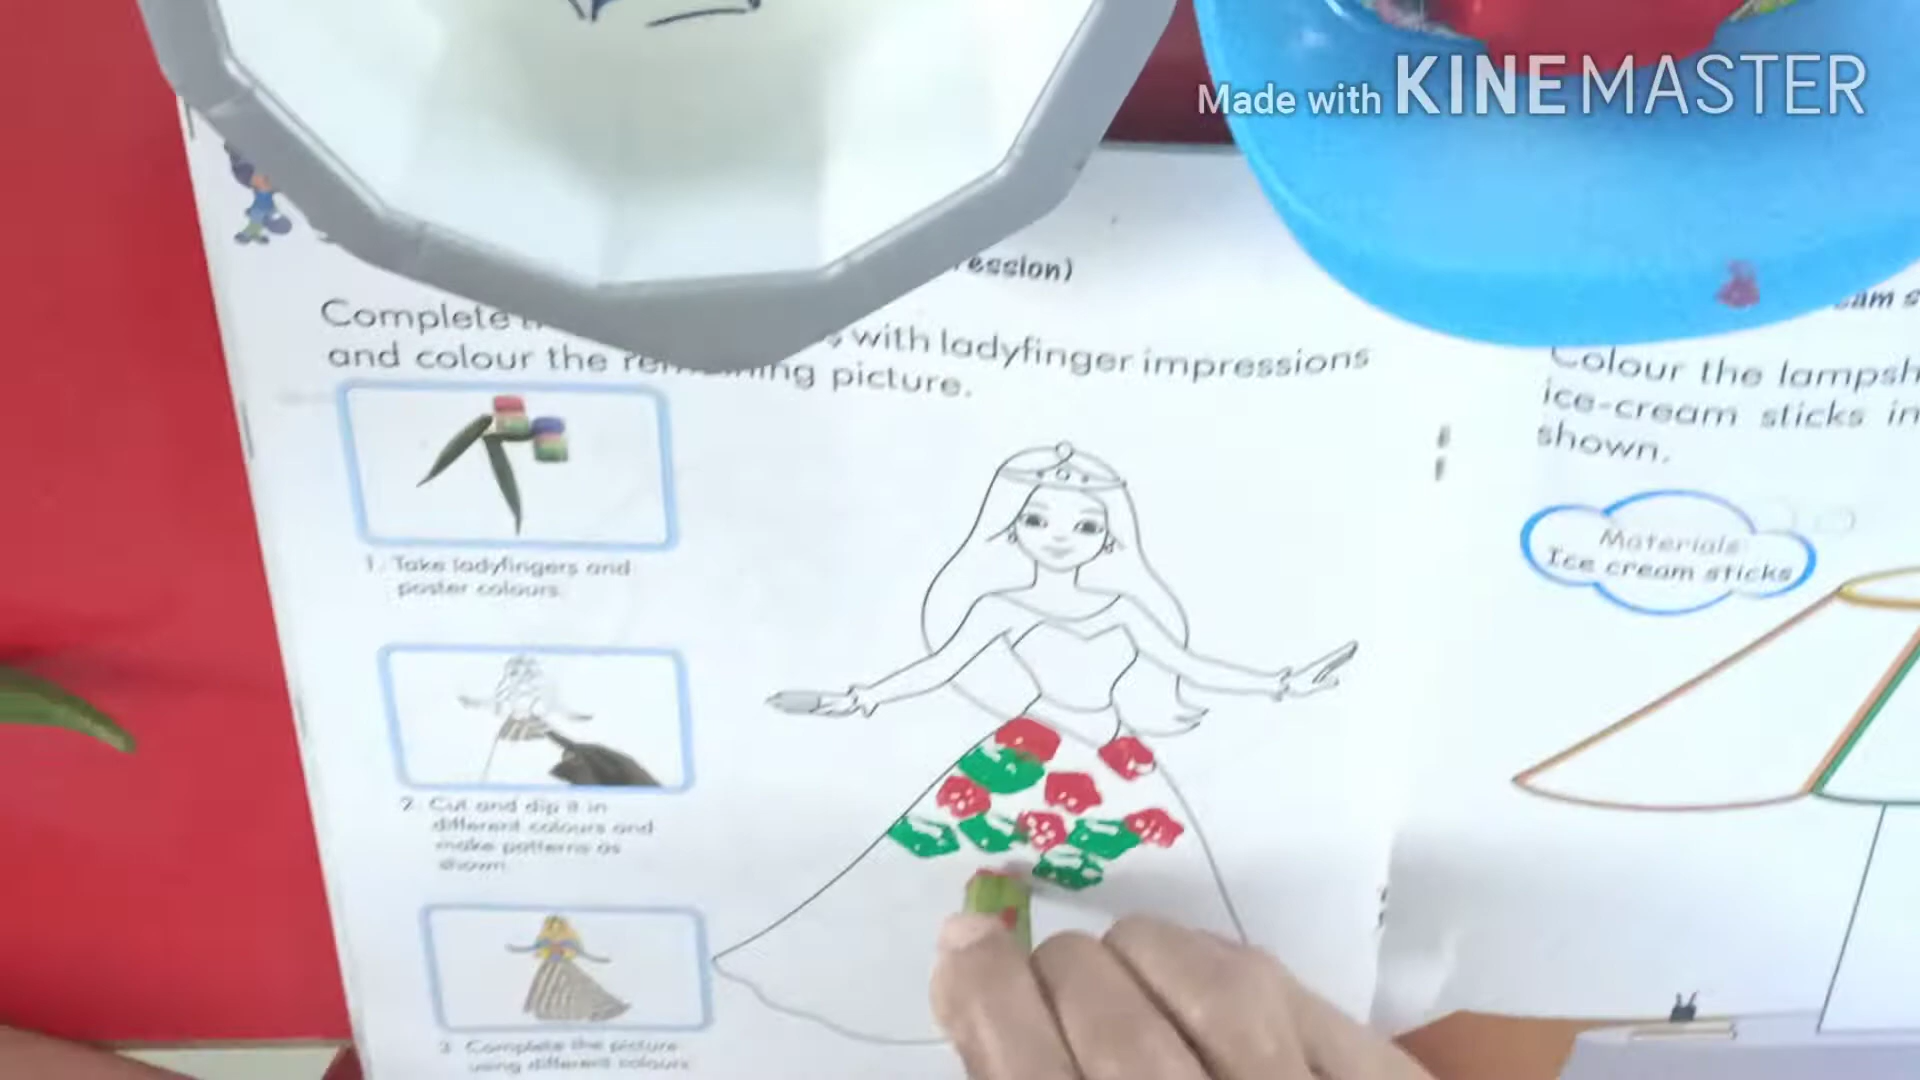 Made with KINEMASTER
ession)
Complete with ladyfinger impressions
and colour the remaining picture.
1. Take ladyfingers and
poster colours.
2. Cut and dip it in
different colours and
make patterns as
shown.
3. Complete the picture
using different colours.
Colour the lampsh
ice-cream sticks in
shown.
Materials
Ice cream sticks